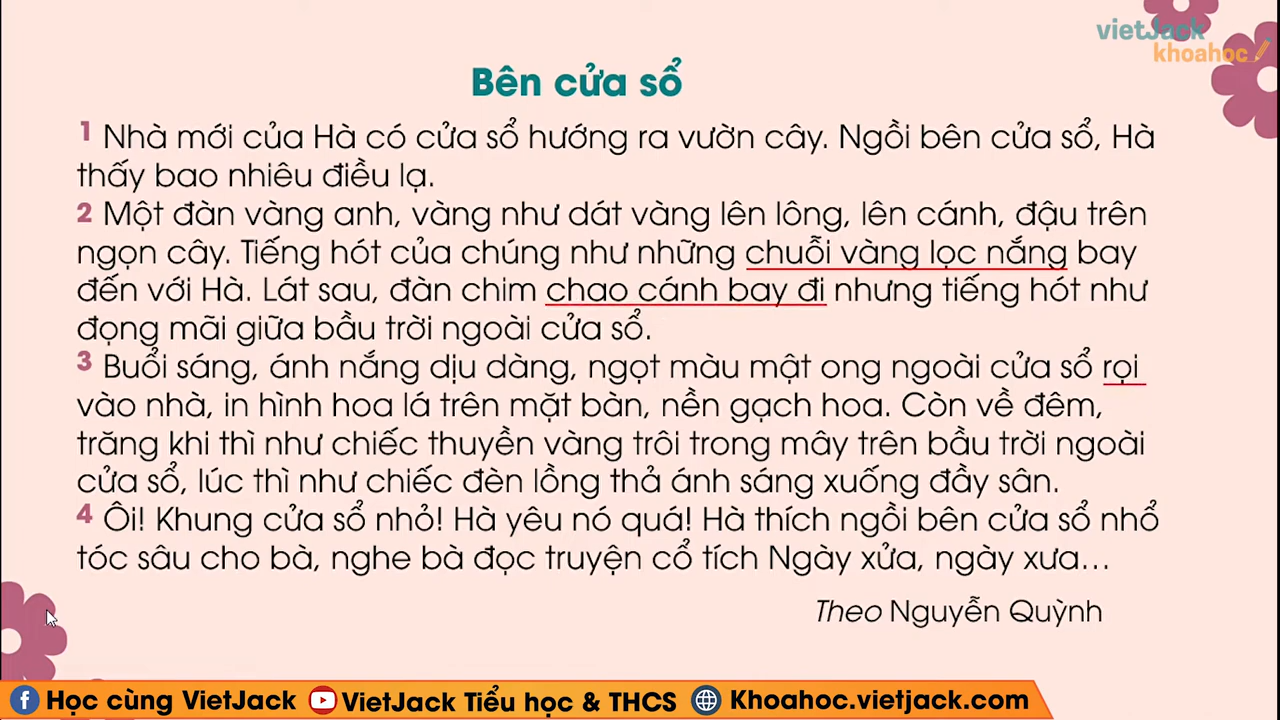 vietJack
khoahoc
Bên cửa sổ
1 Nhà mới của Hà có cửa sổ hướng ra vườn cây. Ngồi bên cửa sổ, Hà
thấy bao nhiêu điều lạ.
2 Một đàn vàng anh, vàng như dát vàng lên lông, lên cánh, đậu trên
ngọn cây. Tiếng hót của chúng như những chuỗi vàng lọc nắng bay
đến với Hà. Lát sau, đàn chim chao cánh bay đi nhưng tiếng hót như
đọng mãi giữa bầu trời ngoài cửa sổ.
3 Buổi sáng, ánh nắng dịu dàng, ngọt màu mật ong ngoài cửa sổ rọi
vào nhà, in hình hoa lá trên mặt bàn, nền gạch hoa. Còn về đêm,
trăng khi thì như chiếc thuyền vàng trôi trong mây trên bầu trời ngoài
cửa sổ, lúc thì như chiếc đèn lồng thả ánh sáng xuống đầy sân.
4 Ôi! Khung cửa sổ nhỏ! Hà yêu nó quá! Hà thích ngồi bên cửa sổ nhổ
tóc sâu cho bà, nghe bà đọc truyện cổ tích Ngày xửa, ngày xưa...
Theo Nguyễn Quỳnh
Học cùng VietJack VietJack Tiểu học & THCS Khoahoc.vietjack.com